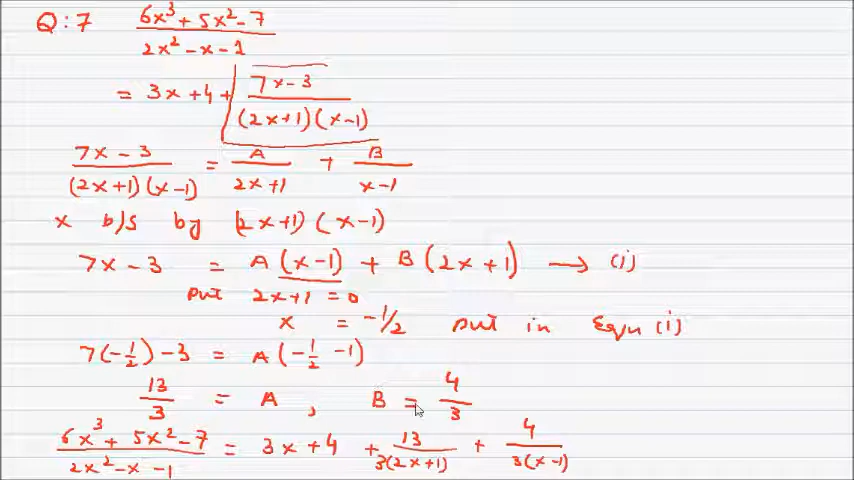 Q:7 (6x³ + 5x² - 7)/(2x² - x - 1)
= 3x + 4 + (7x - 3)/((2x+1)(x-1))
(7x - 3)/((2x+1)(x-1)) = A/(2x+1) + B/(x-1)
x b/s by (2x+1)(x-1)
7x - 3 = A(x-1) + B(2x+1) → (i)
put 2x+1 = 0
x = -1/2 put in Equn (i)
7(-1/2) - 3 = A(-1/2 - 1)
13/3 = A, B = 4/3
(6x³ + 5x² - 7)/(2x² - x - 1) = 3x + 4 + 13/(3(2x+1)) + 4/(3(x-1))